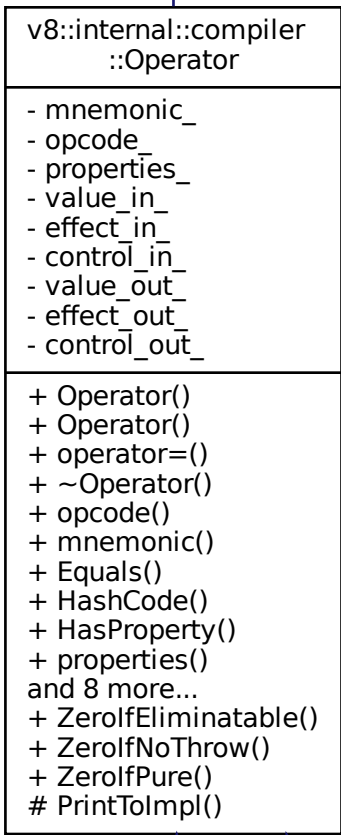 v8::internal::compiler
::Operator
- mnemonic_
- opcode_
- properties_
- value_in_
- effect_in_
- control_in_
- value_out_
- effect_out_
- control_out_
+ Operator()
+ Operator()
+ operator=()
+ ~Operator()
+ opcode()
+ mnemonic()
+ Equals()
+ HashCode()
+ HasProperty()
+ properties()
and 8 more...
+ ZeroIfEliminatable()
+ ZeroIfNoThrow()
+ ZeroIfPure()
# PrintToImpl()